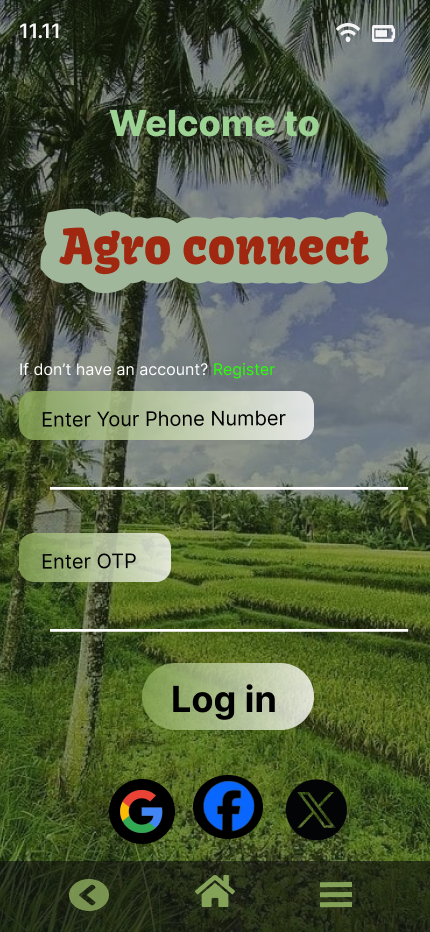 11.11
Welcome to
Agro connect
If don't have an account? Register
Enter Your Phone Number
Enter OTP
Log in